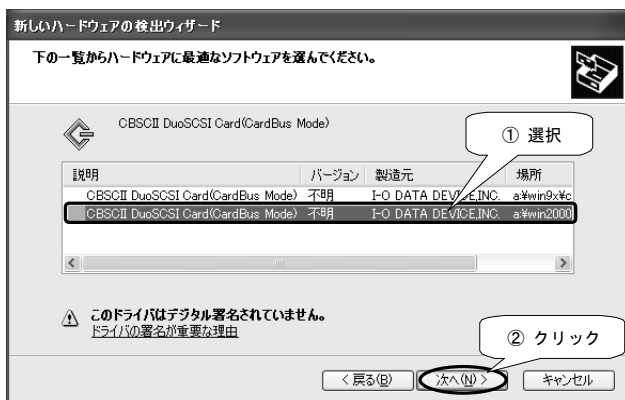 新しいハードウェアの検出ウィザード
下の一覧からハードウェアに最適なソフトウェアを選んでください。
CBSCII DuoSCSI Card(CardBus Mode)
① 選択
説明 バージョン 製造元 場所
CBSCII DuoSCSI Card(CardBus Mode) 不明 I-O DATA DEVICE,INC. a:¥win9x¥c
CBSCII DuoSCSI Card(CardBus Mode) 不明 I-O DATA DEVICE,INC. a:¥win2000
このドライバはデジタル署名されていません。
ドライバの署名が重要な理由
② クリック
< 戻る(B) 次へ(N) > キャンセル